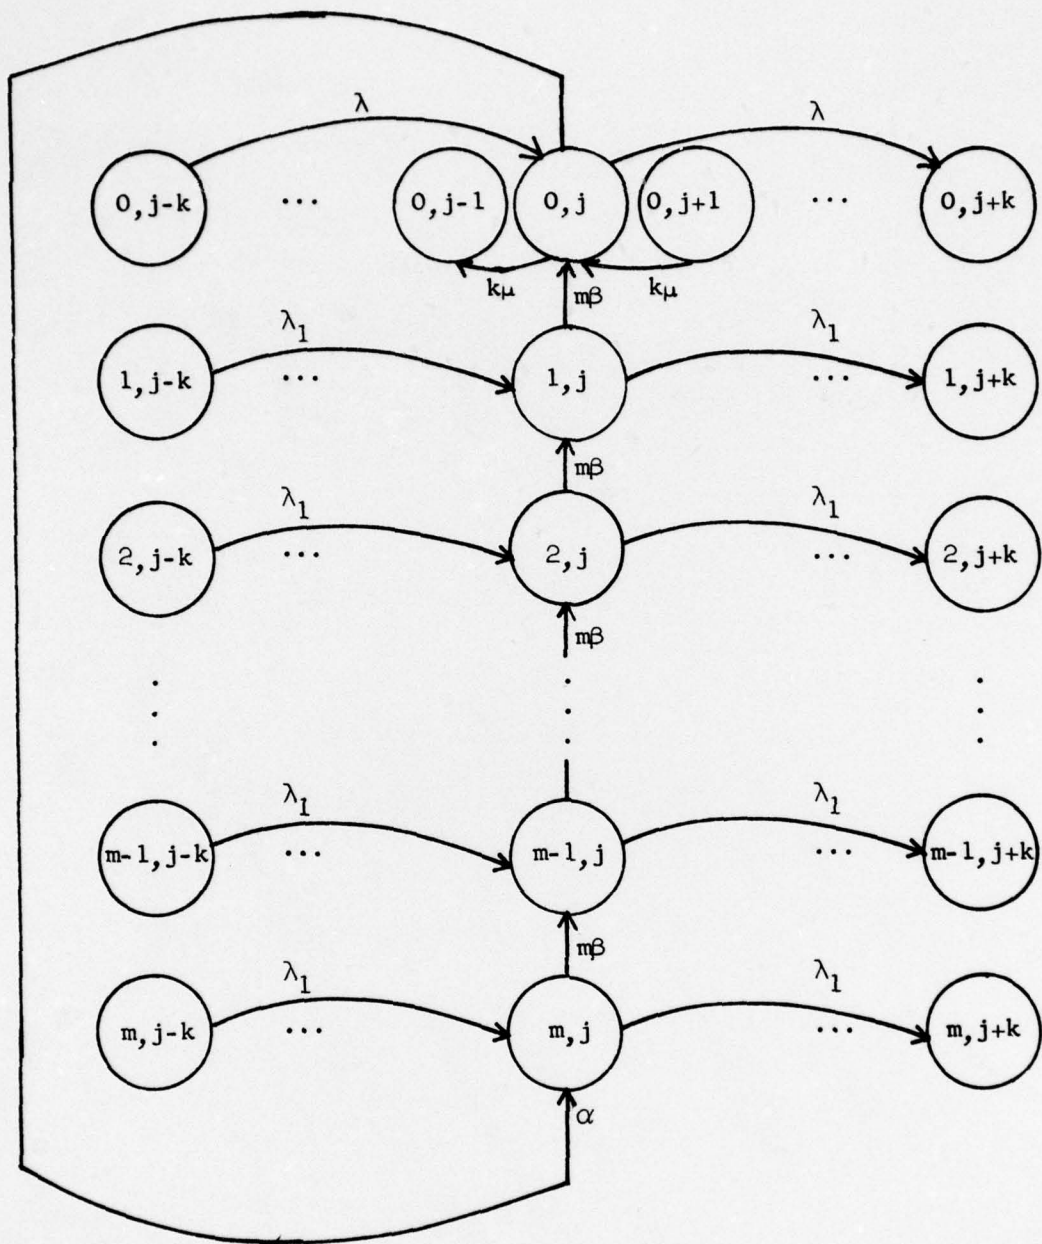 λ λ
0,j-k ... 0,j-1 0,j 0,j+1 ... 0,j+k
kμ mβ kμ
λ1 λ1
1,j-k ... 1,j ... 1,j+k
mβ
λ1 λ1
2,j-k ... 2,j ... 2,j+k
mβ
λ1 λ1
m-1,j-k ... m-1,j ... m-1,j+k
mβ
λ1 λ1
m,j-k ... m,j ... m,j+k
α